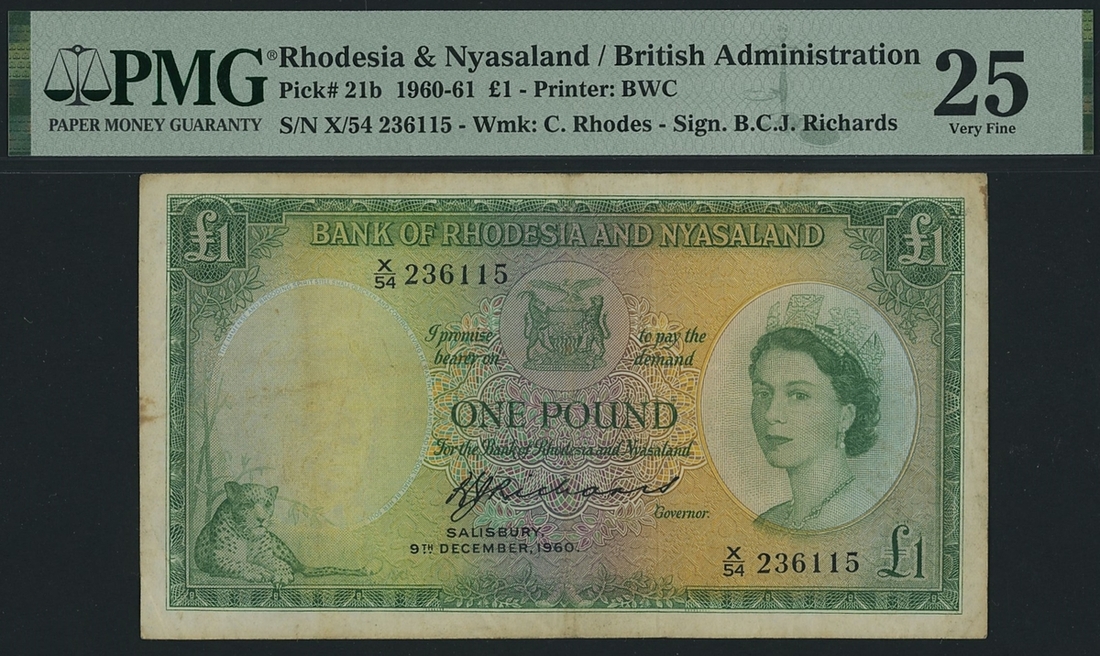 PMG® Rhodesia & Nyasaland / British Administration 25
Pick# 21b 1960-61 £1 - Printer: BWC
PAPER MONEY GUARANTY S/N X/54 236115 - Wmk: C. Rhodes - Sign. B.C.J. Richards Very Fine
£1 BANK OF RHODESIA AND NYASALAND £1
X/54 236115
I promise to pay the
bearer on demand
ONE POUND
For the Bank of Rhodesia and Nyasaland
Governor.
SALISBURY,
9TH DECEMBER, 1960.
X/54 236115 £1